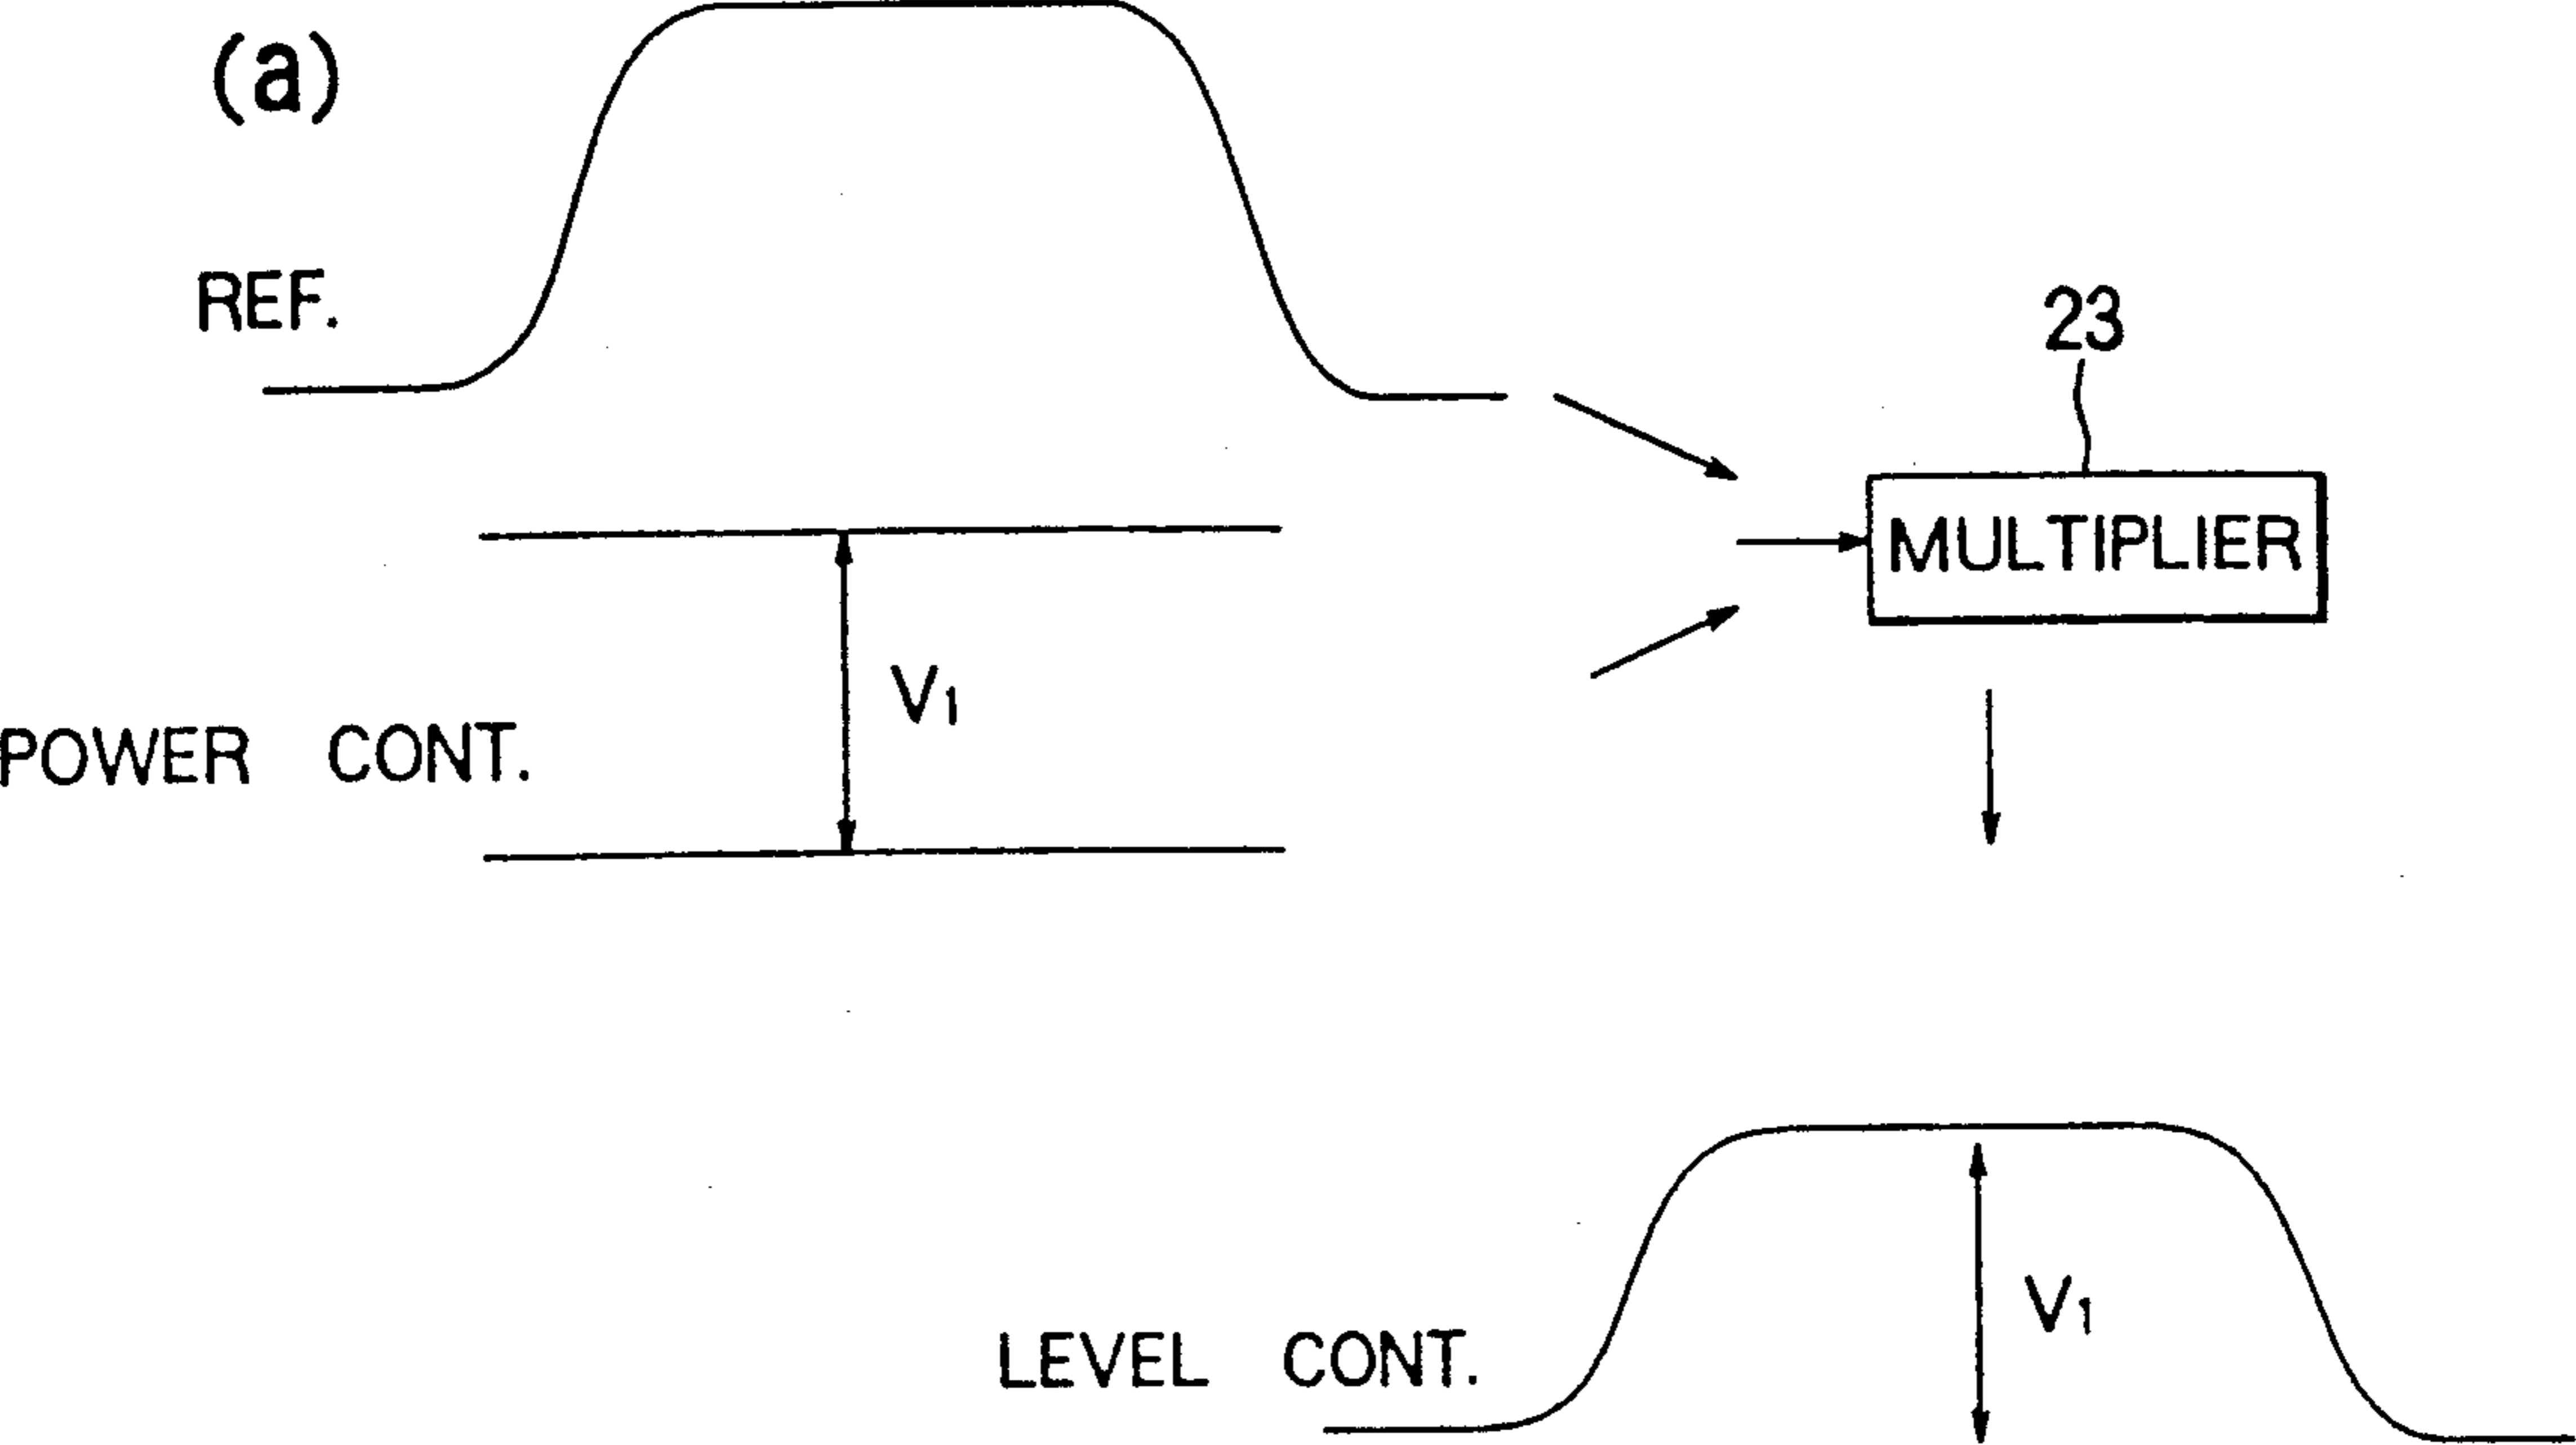 (a)
REF.
23
MULTIPLIER
V1
POWER CONT.
V1
LEVEL CONT.